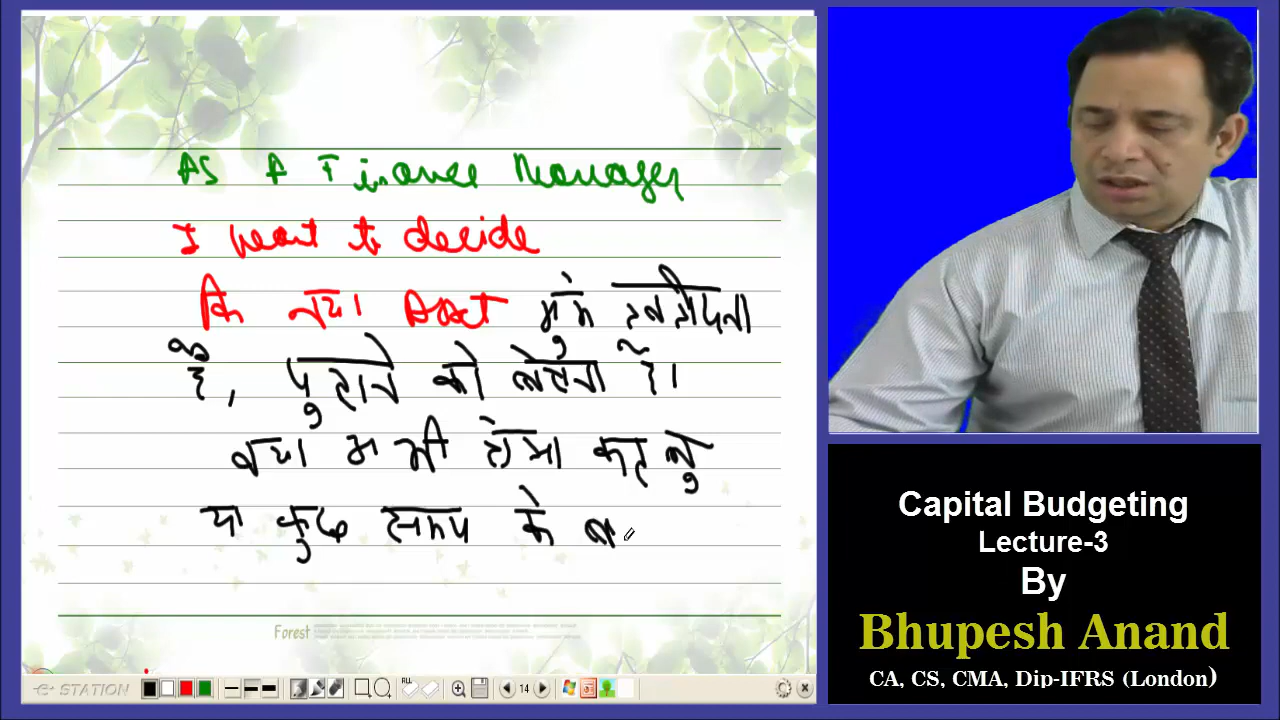 As A Finance Manager
I want to decide
कि नया Asset मुझे खरीदना
है, पुराने को बेचना है।
क्या अभी ऐसा कर लु
या कुछ समय के
Forest
e-STATION
14
Capital Budgeting
Lecture-3
By
Bhupesh Anand
CA, CS, CMA, Dip-IFRS (London)